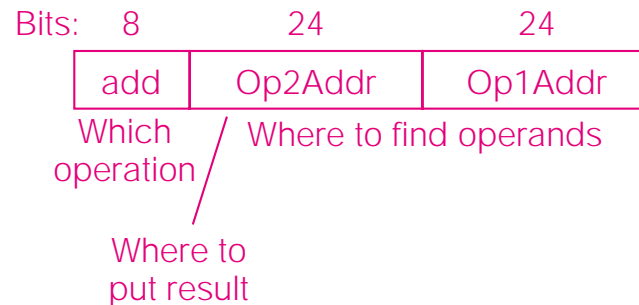 Bits: 8 24 24
add Op2Addr Op1Addr
Which Where to find operands
operation
Where to
put result